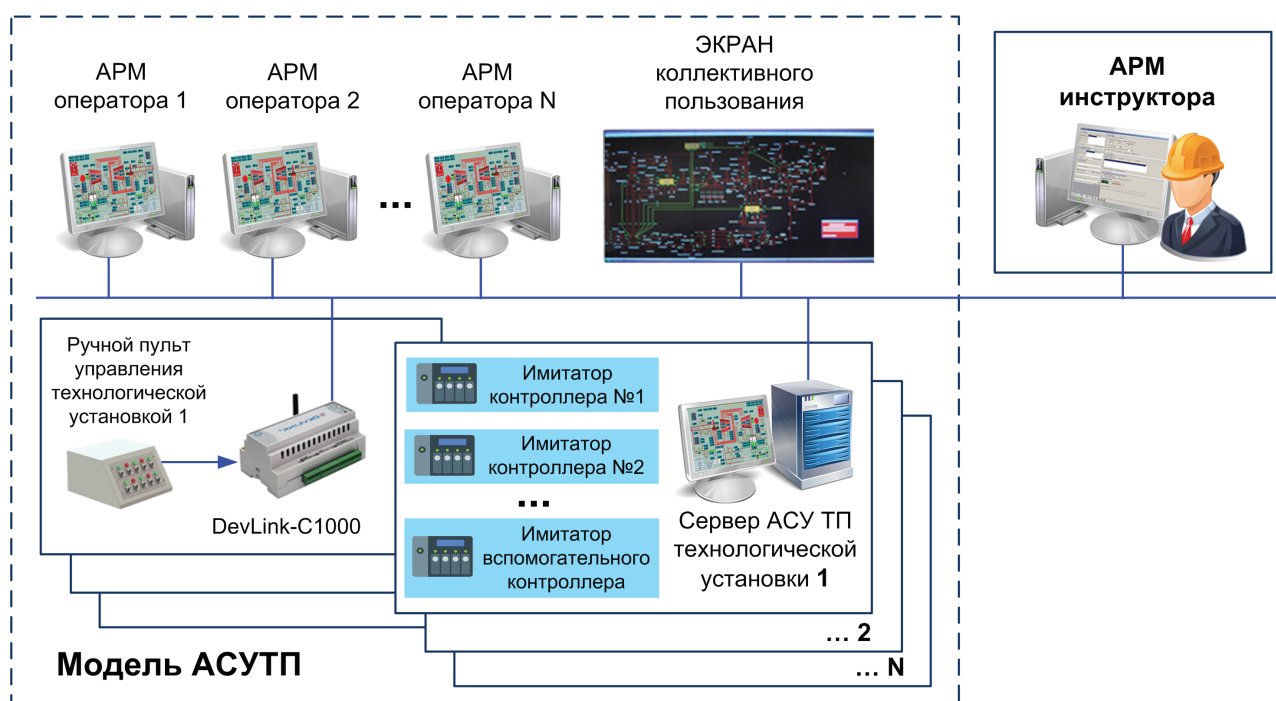 АРМ
оператора 1
АРМ
оператора 2
...
АРМ
оператора N
ЭКРАН
коллективного
пользования
АРМ
инструктора
Ручной пульт
управления
технологической
установкой 1
DevLink-C1000
Имитатор
контроллера №1
Имитатор
контроллера №2
...
Имитатор
вспомогательного
контроллера
Сервер АСУ ТП
технологической
установки 1
... 2
... N
Модель АСУТП